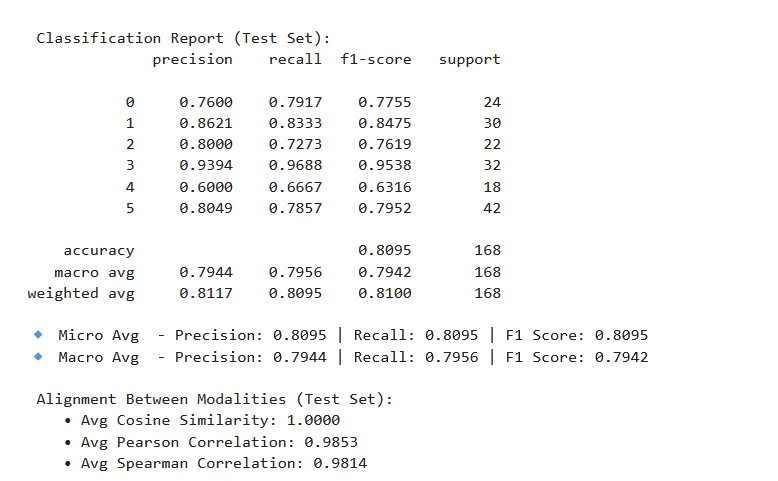 Classification Report (Test Set):
precision recall f1-score support
0 0.7600 0.7917 0.7755 24
1 0.8621 0.8333 0.8475 30
2 0.8000 0.7273 0.7619 22
3 0.9394 0.9688 0.9538 32
4 0.6000 0.6667 0.6316 18
5 0.8049 0.7857 0.7952 42
accuracy 0.8095 168
macro avg 0.7944 0.7956 0.7942 168
weighted avg 0.8117 0.8095 0.8100 168
🔹 Micro Avg - Precision: 0.8095 | Recall: 0.8095 | F1 Score: 0.8095
🔹 Macro Avg - Precision: 0.7944 | Recall: 0.7956 | F1 Score: 0.7942
Alignment Between Modalities (Test Set):
• Avg Cosine Similarity: 1.0000
• Avg Pearson Correlation: 0.9853
• Avg Spearman Correlation: 0.9814